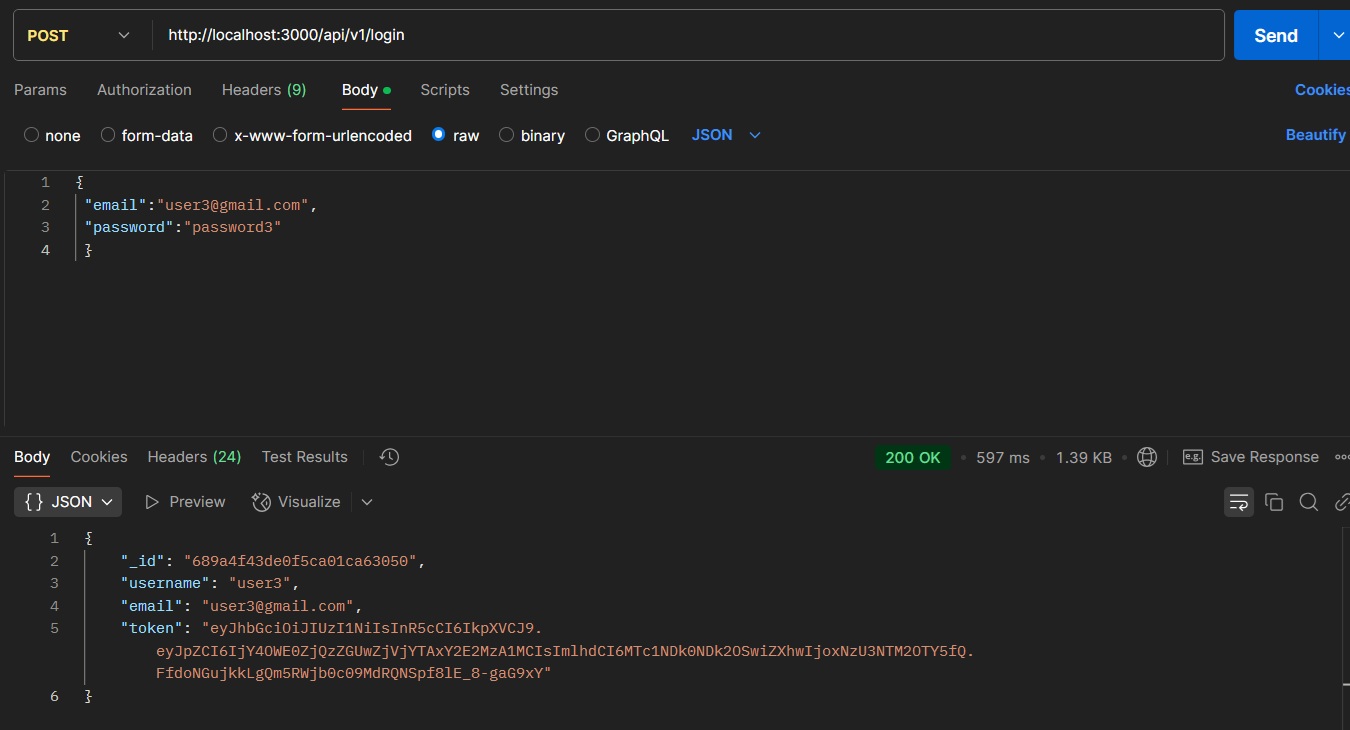 POST http://localhost:3000/api/v1/login Send
Params Authorization Headers (9) Body Scripts Settings Cookies
none form-data x-www-form-urlencoded raw binary GraphQL JSON Beautify
1 {
2 "email":"user3@gmail.com",
3 "password":"password3"
4 }
Body Cookies Headers (24) Test Results 200 OK • 597 ms • 1.39 KB • e.g. Save Response
{} JSON Preview Visualize
1 {
2 "_id": "689a4f43de0f5ca01ca63050",
3 "username": "user3",
4 "email": "user3@gmail.com",
5 "token": "eyJhbGciOiJIUzI1NiIsInR5cCI6IkpXVCJ9.
eyJpZCI6IjY4OWE0ZjQzZGUwZjVjYTAxY2E2MzA1MCIsImlhdCI6MTc1NDk0NDk2OSwiZXhwIjoxNzU3NTM2OTY5fQ.
FfdoNGujkkLgQm5RWjb0c09MdRQNSpf8lE_8-gaG9xY"
6 }